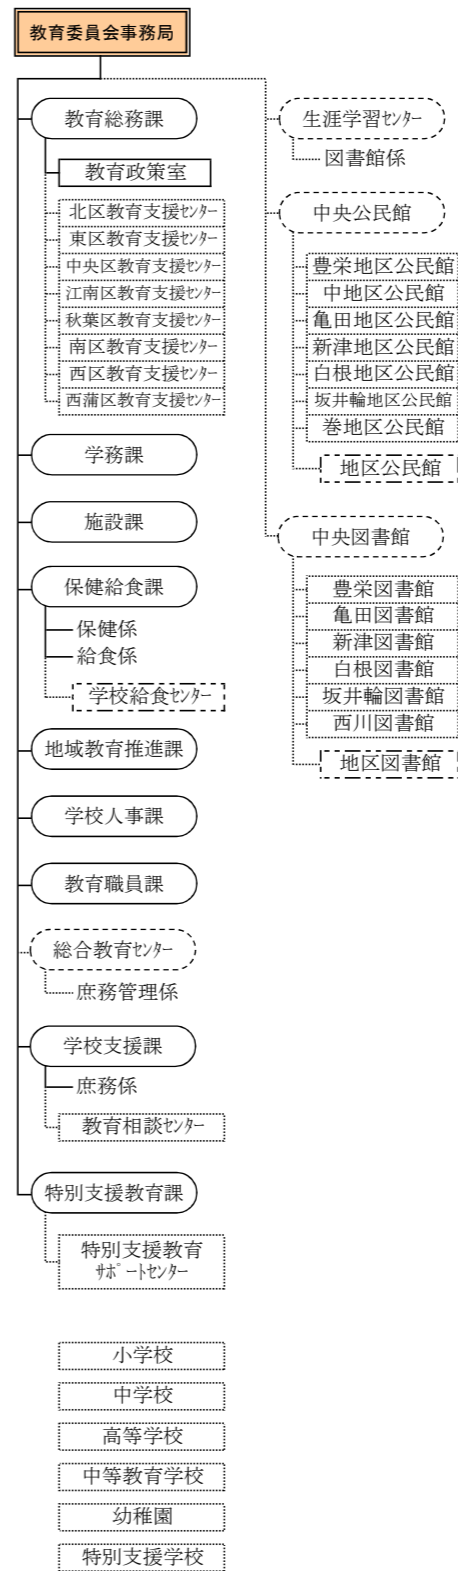 教育委員会事務局
教育総務課
教育政策室
北区教育支援ｾﾝﾀｰ
東区教育支援ｾﾝﾀｰ
中央区教育支援ｾﾝﾀｰ
江南区教育支援ｾﾝﾀｰ
秋葉区教育支援ｾﾝﾀｰ
南区教育支援ｾﾝﾀｰ
西区教育支援ｾﾝﾀｰ
西蒲区教育支援ｾﾝﾀｰ
学務課
施設課
保健給食課
保健係
給食係
学校給食ｾﾝﾀｰ
地域教育推進課
学校人事課
教育職員課
総合教育ｾﾝﾀｰ
庶務管理係
学校支援課
庶務係
教育相談ｾﾝﾀｰ
特別支援教育課
特別支援教育
ｻﾎﾟｰﾄｾﾝﾀｰ
小学校
中学校
高等学校
中等教育学校
幼稚園
特別支援学校
生涯学習ｾﾝﾀｰ
図書館係
中央公民館
豊栄地区公民館
中地区公民館
亀田地区公民館
新津地区公民館
白根地区公民館
坂井輪地区公民館
巻地区公民館
地区公民館
中央図書館
豊栄図書館
亀田図書館
新津図書館
白根図書館
坂井輪図書館
西川図書館
地区図書館